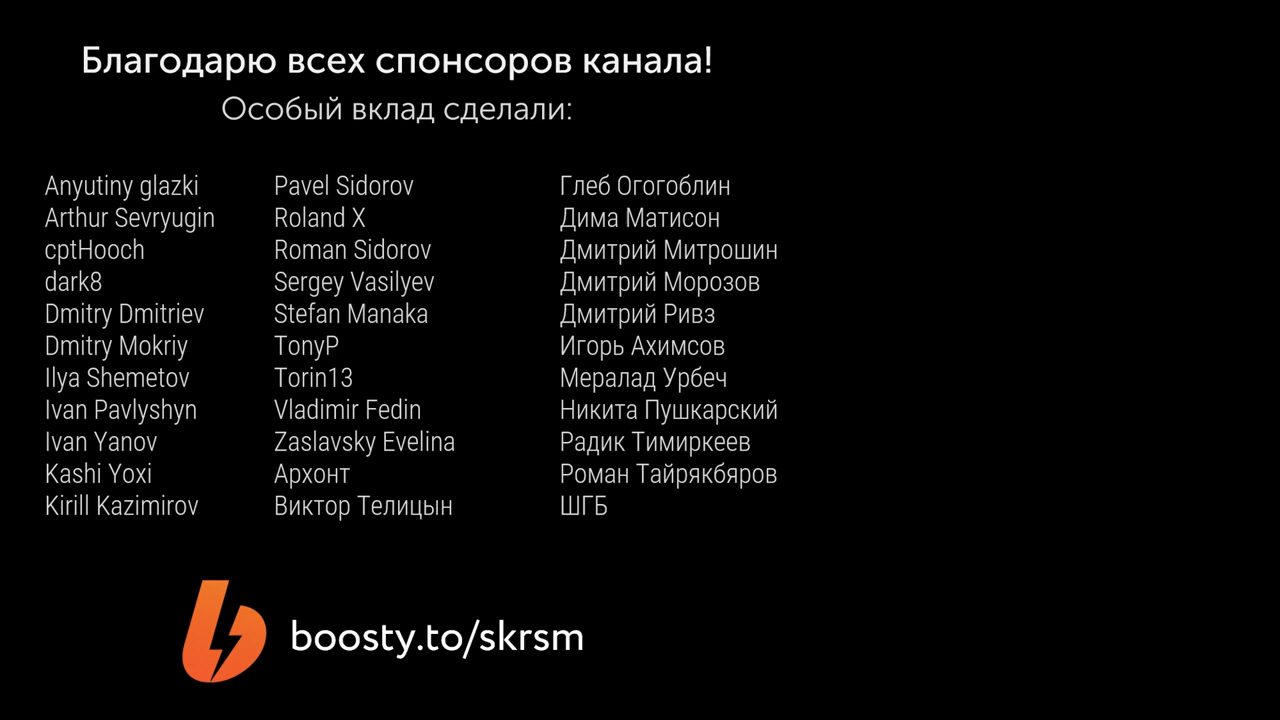 Благодарю всех спонсоров канала!
Особый вклад сделали:
Anyutiny glazki
Arthur Sevryugin
cptHooch
dark8
Dmitry Dmitriev
Dmitry Mokriy
Ilya Shemetov
Ivan Pavlyshyn
Ivan Yanov
Kashi Yoxi
Kirill Kazimirov
Pavel Sidorov
Roland X
Roman Sidorov
Sergey Vasilyev
Stefan Manaka
TonyP
Torin13
Vladimir Fedin
Zaslavsky Evelina
Архонт
Виктор Телицын
Глеб Огогоблин
Дима Матисон
Дмитрий Митрошин
Дмитрий Морозов
Дмитрий Ривз
Игорь Ахимсов
Мералад Урбеч
Никита Пушкарский
Радик Тимиркеев
Роман Тайрякбяров
ШГБ
boosty.to/skrsm